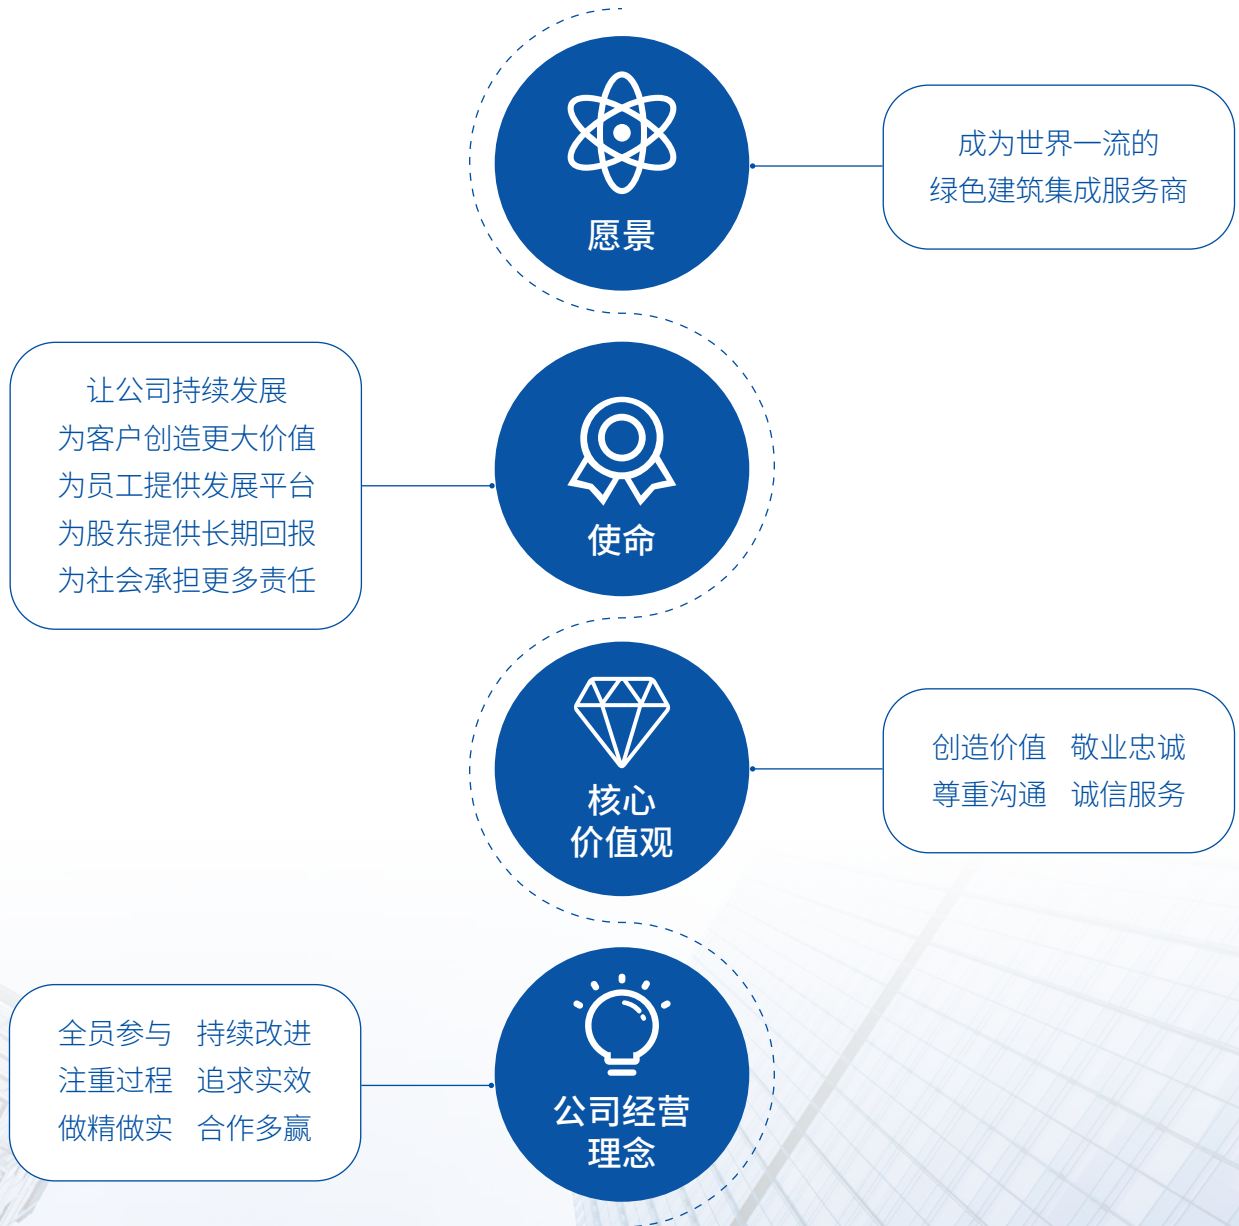 愿景
成为世界一流的
绿色建筑集成服务商
让公司持续发展
为客户创造更大价值
为员工提供发展平台
为股东提供长期回报
为社会承担更多责任
使命
核心
价值观
创造价值 敬业忠诚
尊重沟通 诚信服务
全员参与 持续改进
注重过程 追求实效
做精做实 合作多赢
公司经营
理念